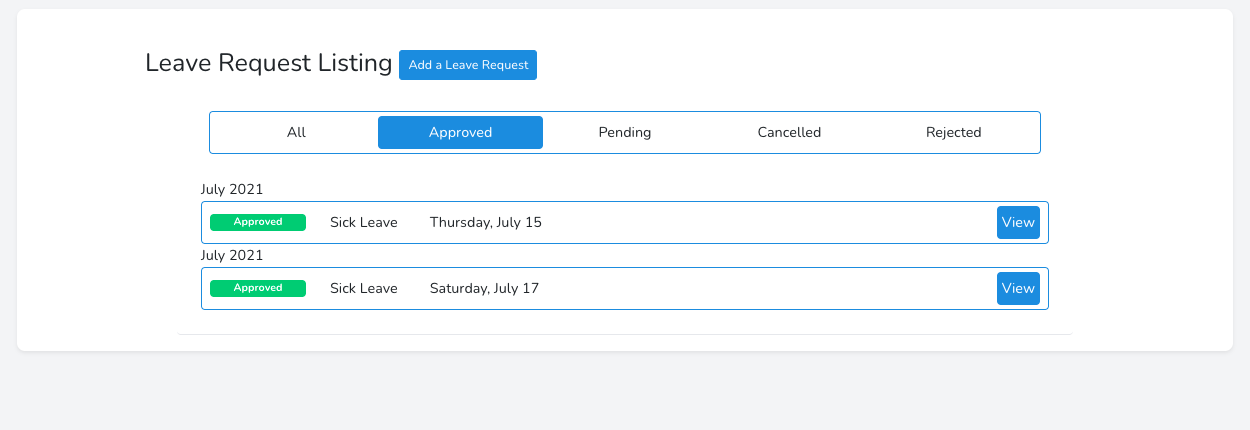 Leave Request Listing Add a Leave Request
All Approved Pending Cancelled Rejected
July 2021
Approved Sick Leave Thursday, July 15 View
July 2021
Approved Sick Leave Saturday, July 17 View